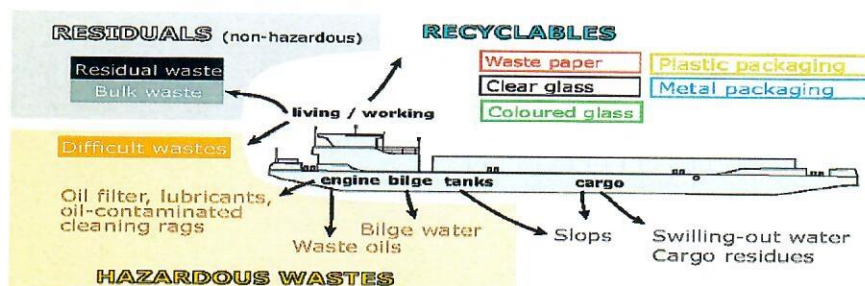 RESIDUALS (non-hazardous)
RECYCLABLES
Residual waste
Bulk waste
Waste paper
Plastic packaging
Clear glass
Metal packaging
Coloured glass
living / working
Difficult wastes
engine bilge tanks cargo
Oil filter, lubricants,
oil-contaminated
cleaning rags
Waste oils
Bilge water
Slops
Swilling-out water
Cargo residues
HAZARDOUS WASTES